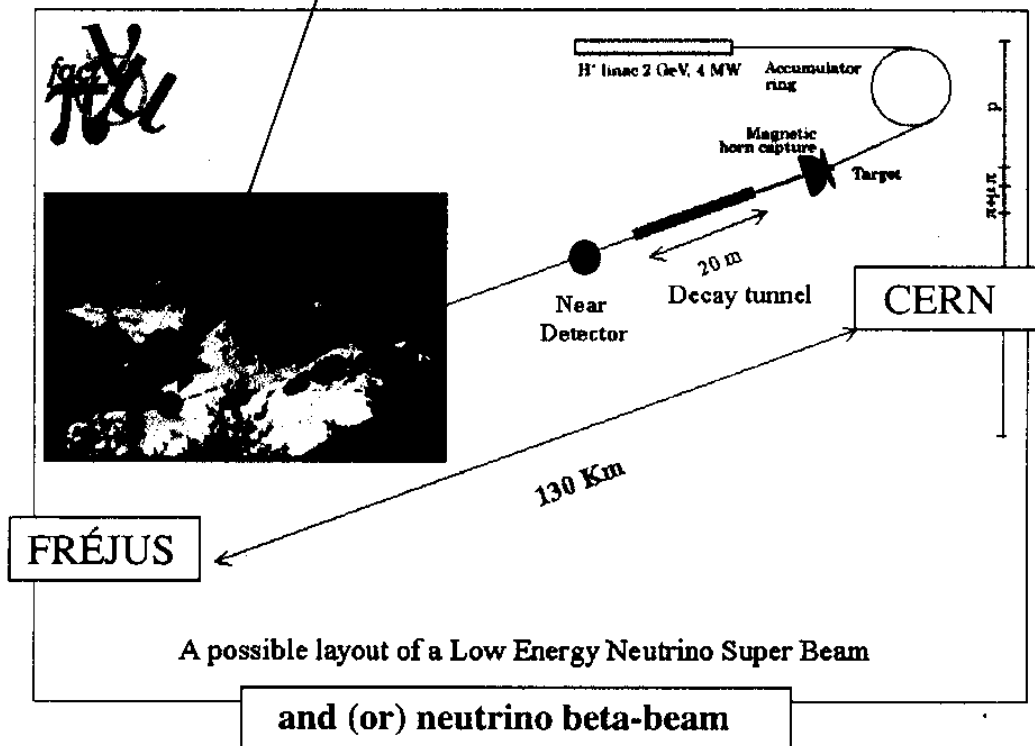 H⁻ linac 2 GeV, 4 MW
Accumulator
ring
Magnetic
horn capture
Target
p
π
π+μ
20 m
Decay tunnel
Near
Detector
CERN
130 Km
FRÉJUS
A possible layout of a Low Energy Neutrino Super Beam
and (or) neutrino beta-beam